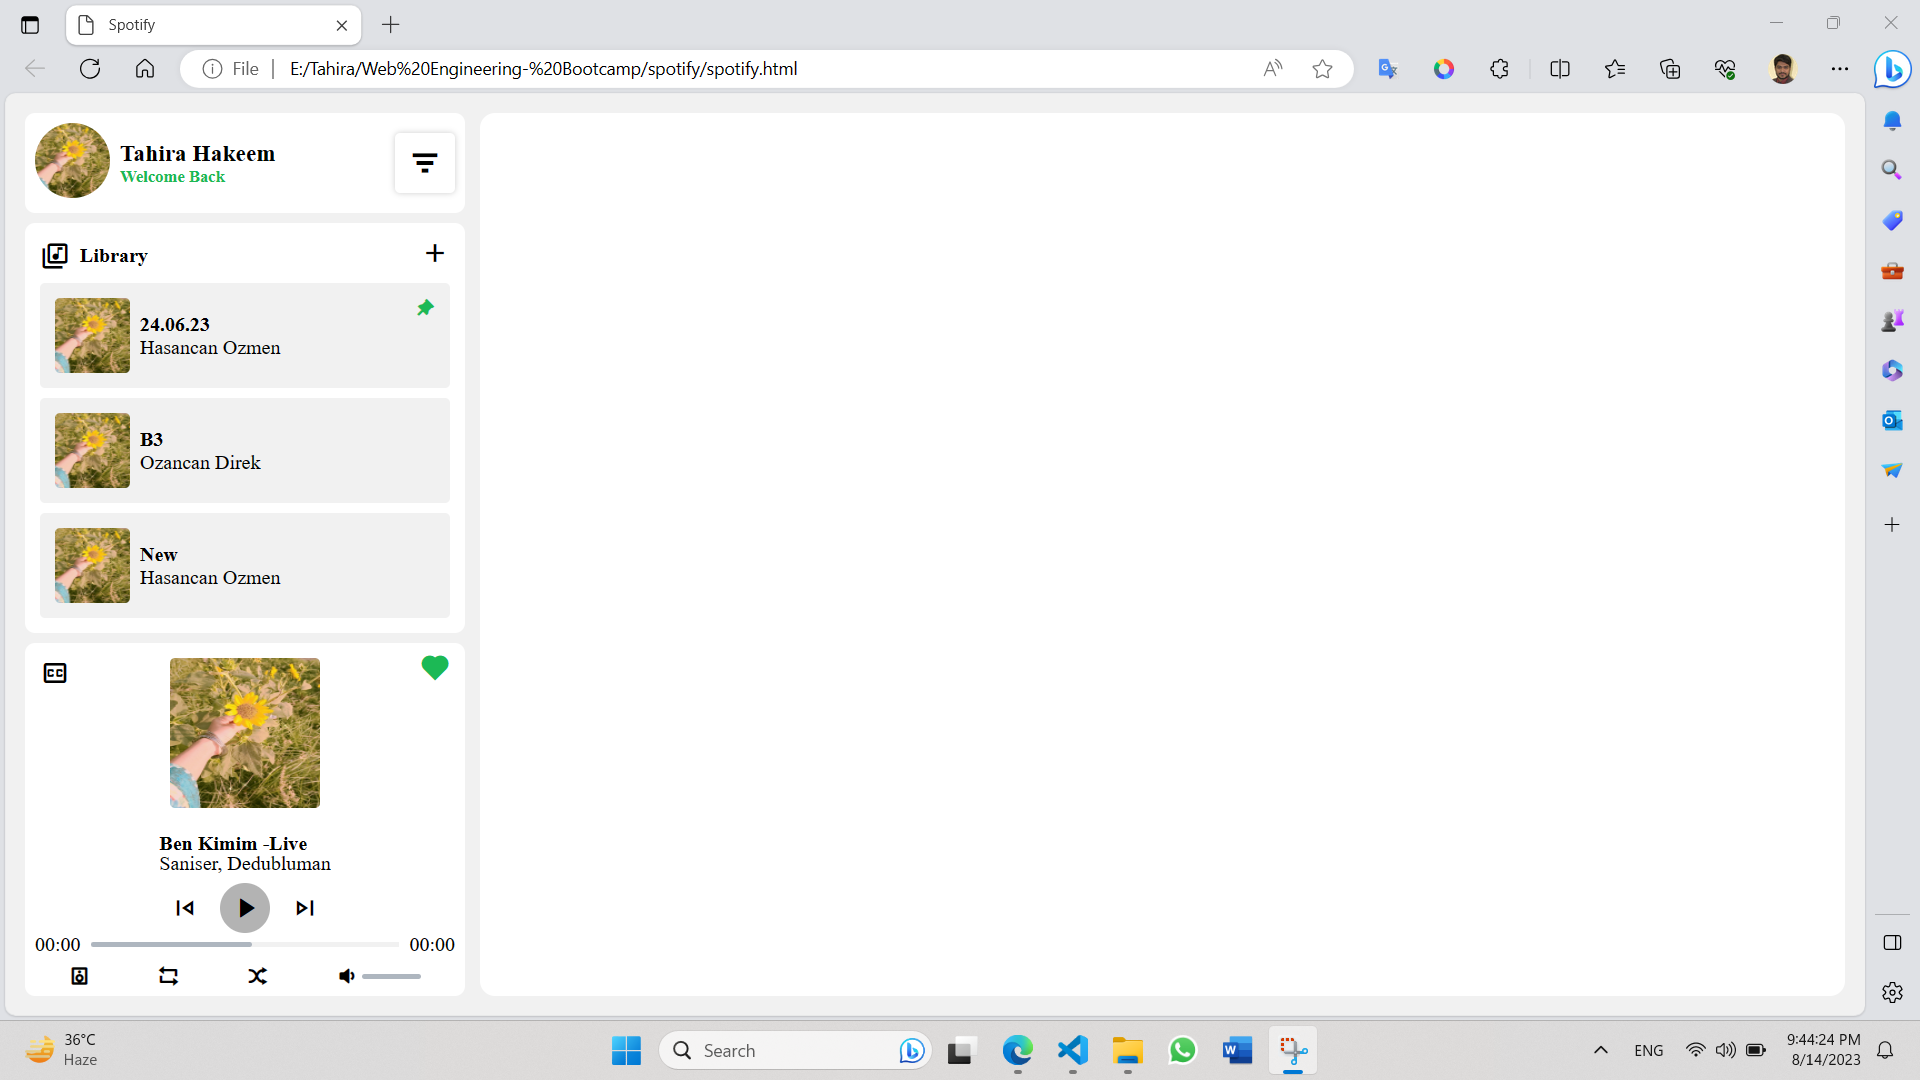 Spotify
File
E:/Tahira/Web%20Engineering-%20Bootcamp/spotify/spotify.html
Tahira Hakeem
Welcome Back
Library
24.06.23
Hasancan Ozmen
B3
Ozancan Direk
New
Hasancan Ozmen
CC
Ben Kimim -Live
Saniser, Dedubluman
00:00
00:00
36°C
Haze
Search
ENG
9:44:24 PM
8/14/2023